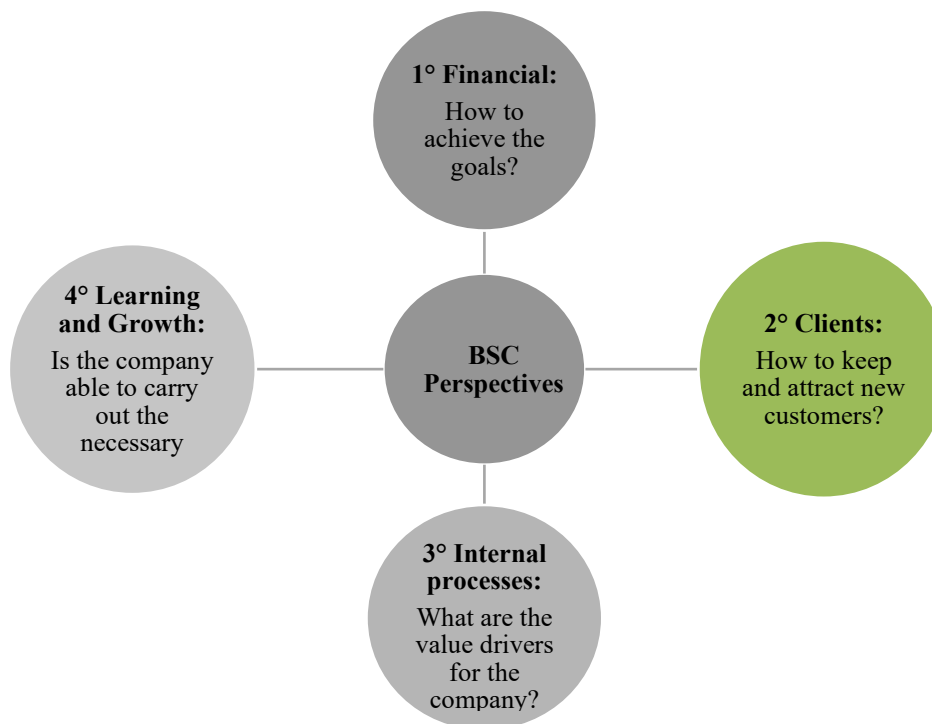 1° Financial:
How to
achieve the
goals?
4° Learning
and Growth:
Is the company
able to carry
out the
necessary
BSC
Perspectives
2° Clients:
How to keep
and attract new
customers?
3° Internal
processes:
What are the
value drivers
for the
company?